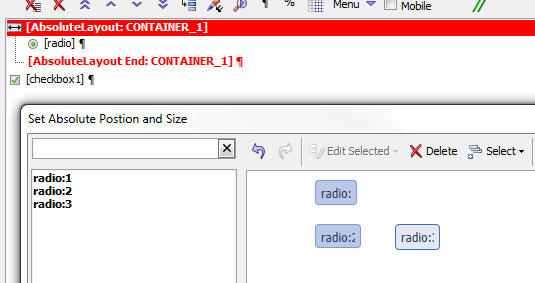 ¶ % Menu Mobile
[AbsoluteLayout: CONTAINER_1]
[radio] ¶
[AbsoluteLayout End: CONTAINER_1] ¶
[checkbox1] ¶
Set Absolute Postion and Size
Edit Selected Delete Select
radio:1
radio:2
radio:3
radio:
radio:2 radio:3